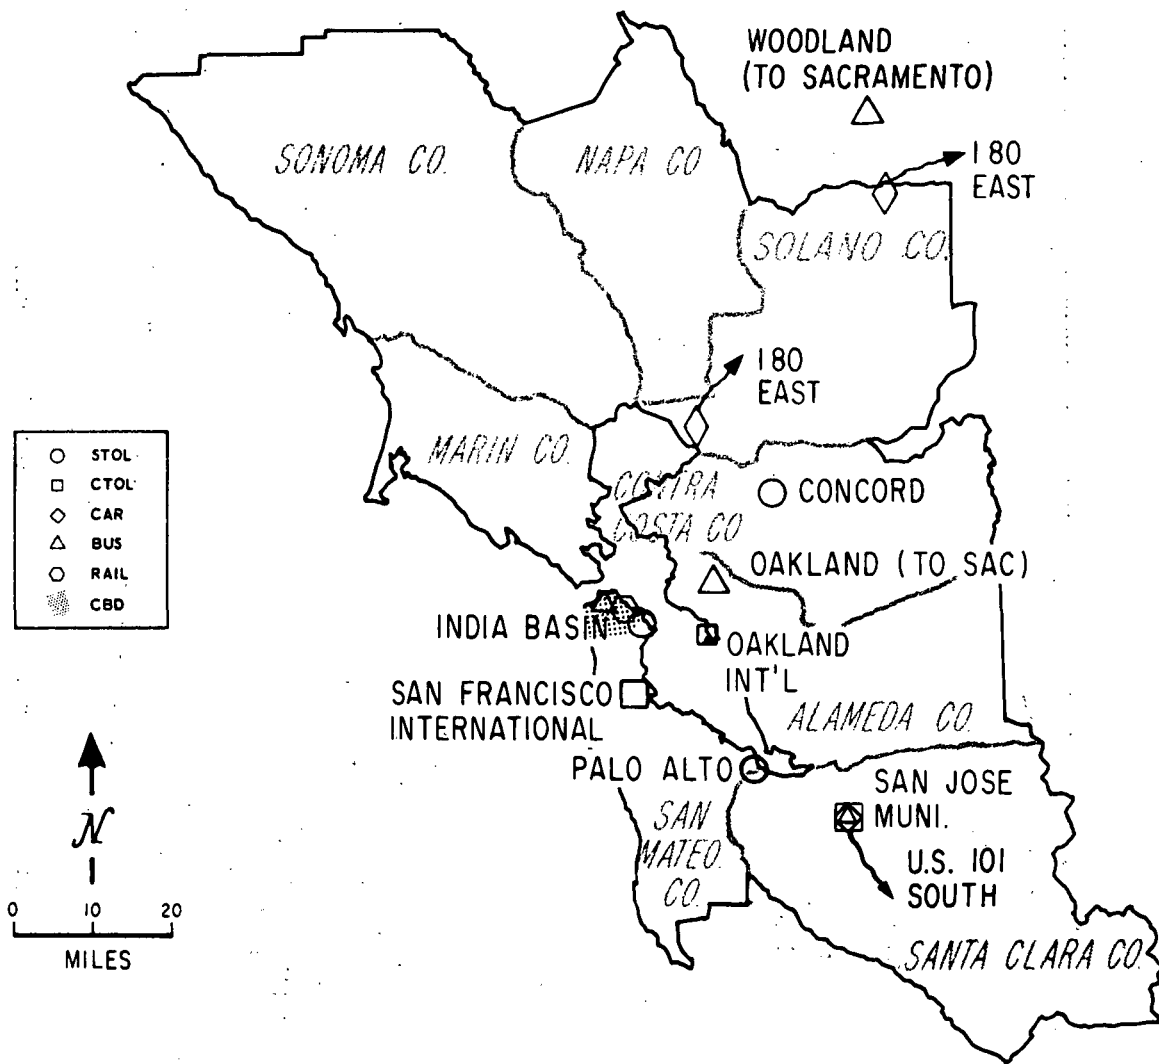 WOODLAND
(TO SACRAMENTO)
I 80
EAST
SONOMA CO.
NAPA CO
SOLANO CO.
I 80
EAST
MARIN CO.
CONTRA
COSTA CO
CONCORD
STOL
CTOL
CAR
BUS
RAIL
CBD
OAKLAND (TO SAC)
INDIA BASIN
OAKLAND
INT'L
SAN FRANCISCO
INTERNATIONAL
ALAMEDA CO.
PALO ALTO
SAN JOSE
MUNI.
SAN
MATEO
CO.
U.S. 101
SOUTH
N
0 10 20
MILES
SANTA CLARA CO.